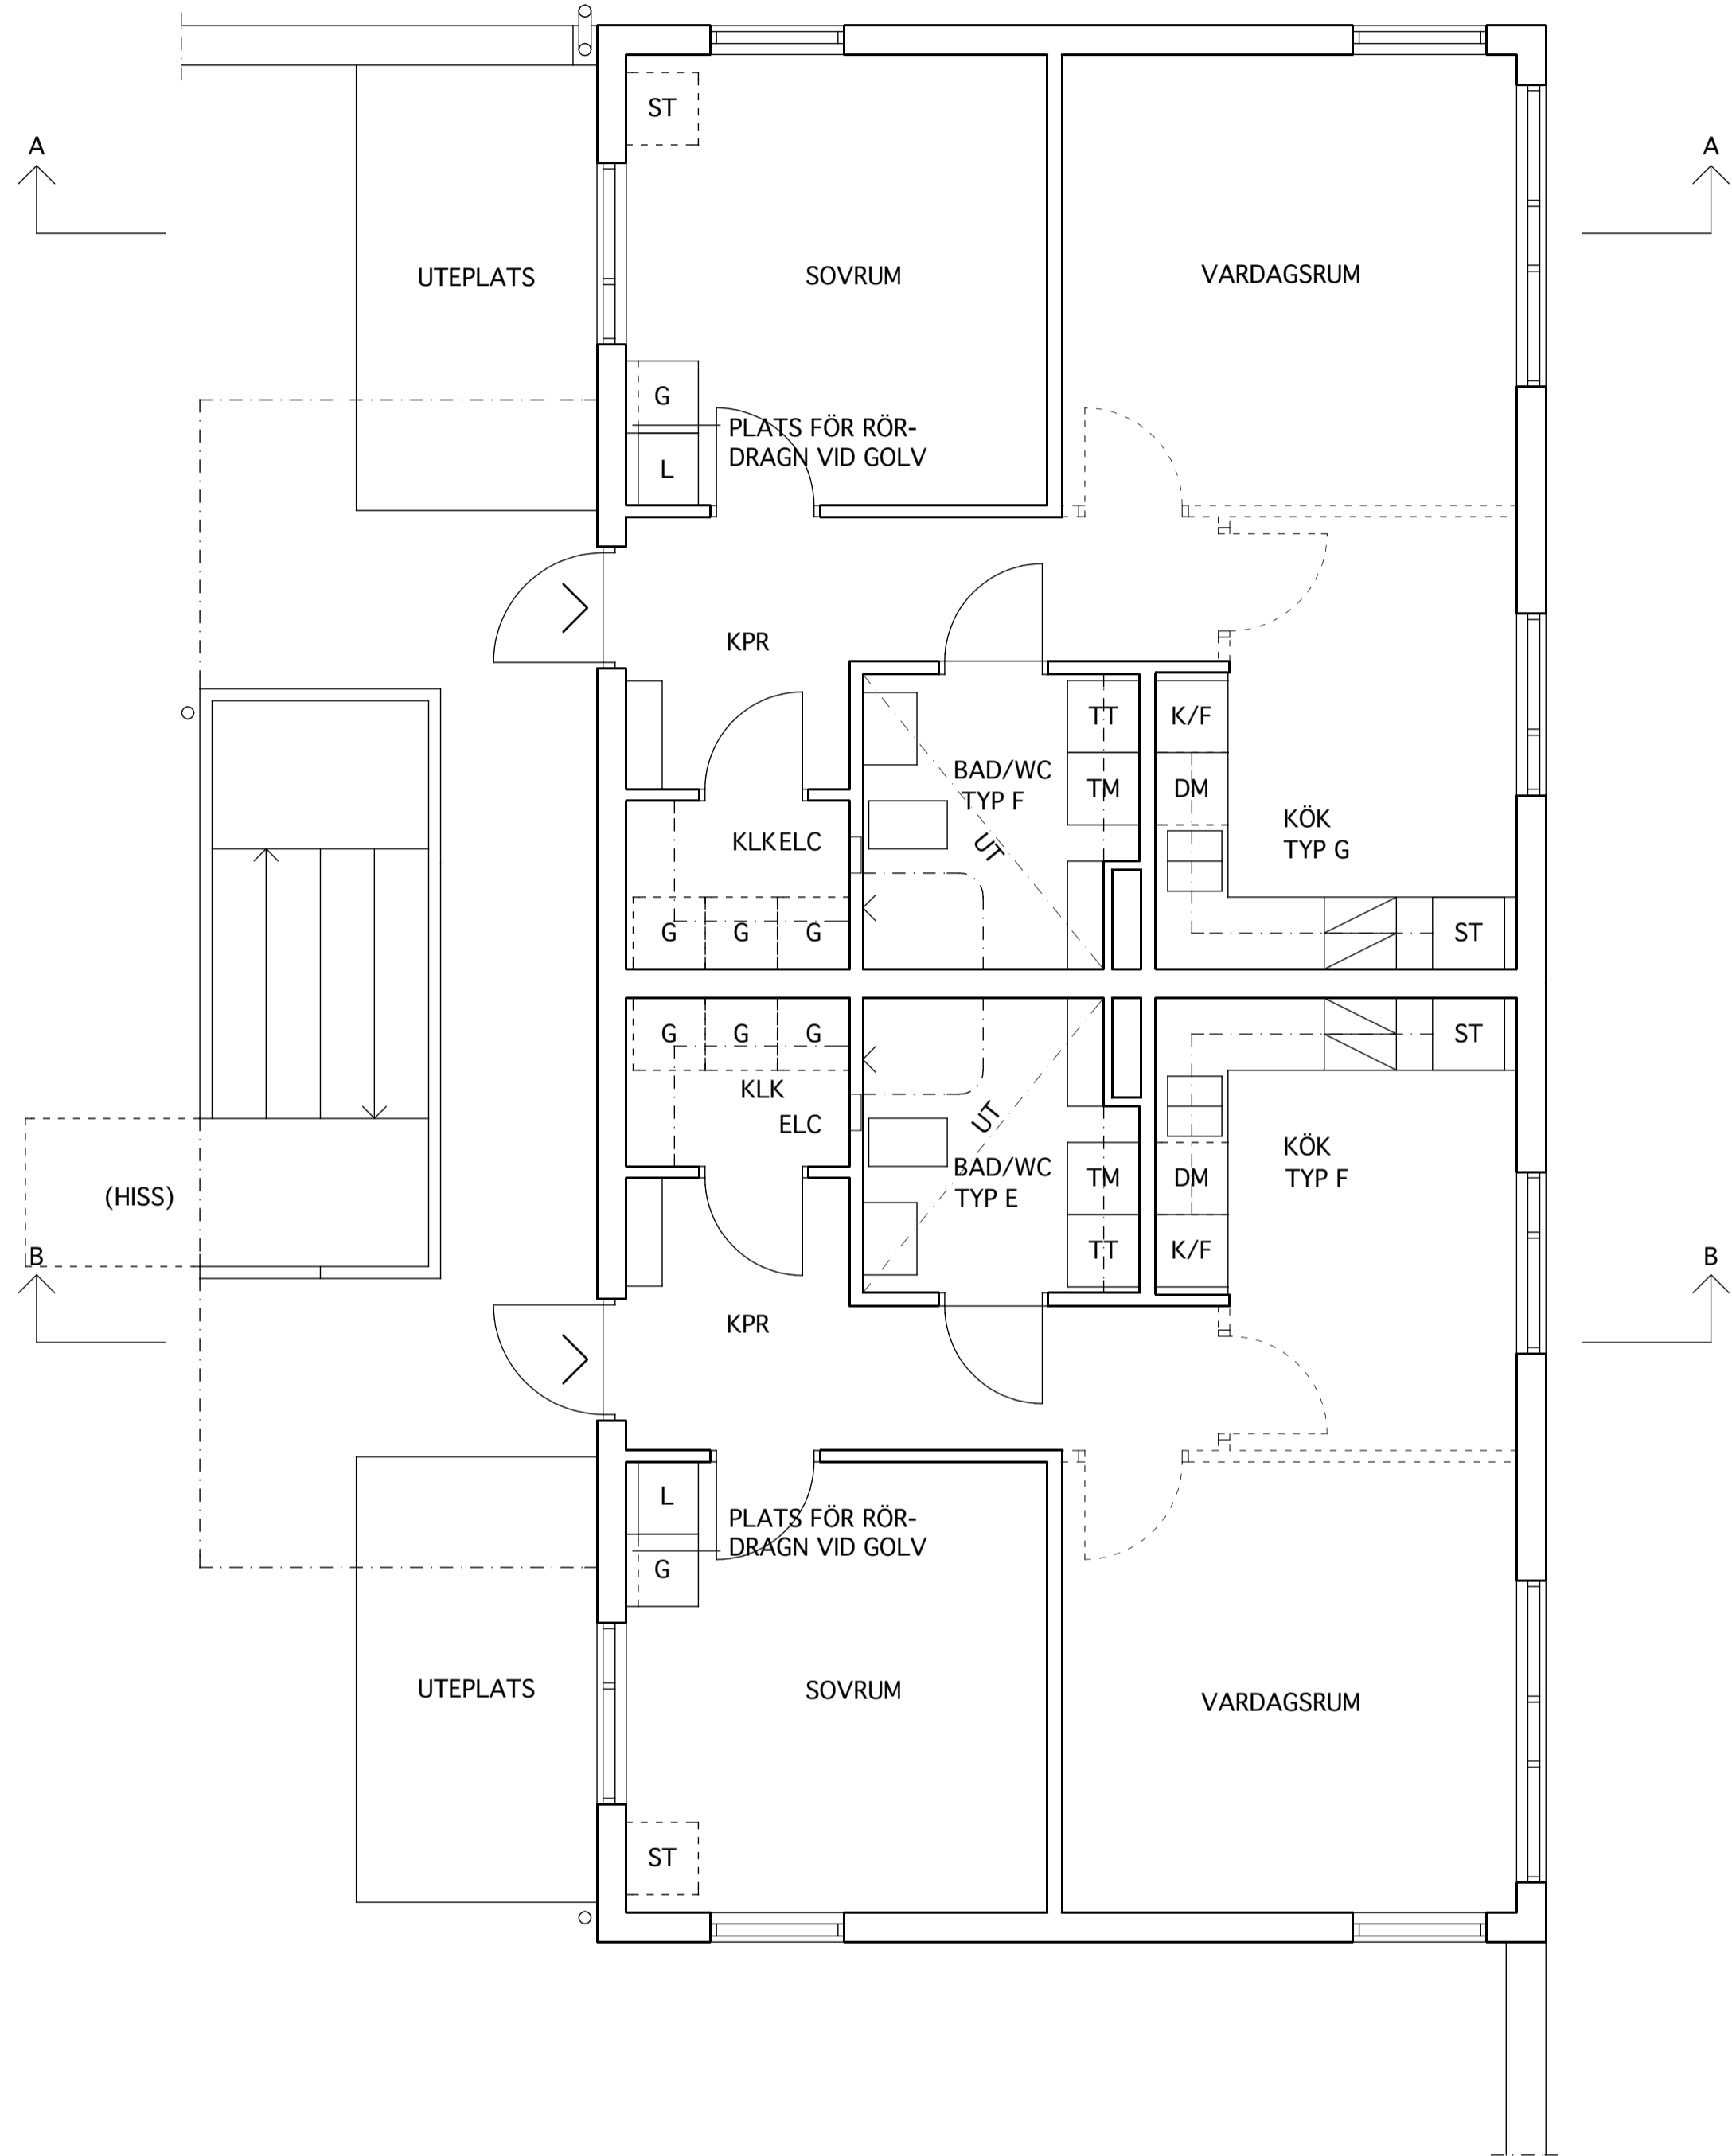 ST
A
A
UTEPLATS
SOVRUM
VARDAGSRUM
G
PLATS FÖR RÖR-
DRAGN VID GOLV
L
KPR
TT
K/F
BAD/WC
TYP F
TM
DM
KÖK
TYP G
KLK ELC
UT
G
G
G
ST
G
G
G
ST
KLK
ELC
UT
KÖK
TYP F
BAD/WC
TYP E
TM
DM
(HISS)
TT
K/F
B
B
KPR
L
PLATS FÖR RÖR-
DRAGN VID GOLV
G
UTEPLATS
SOVRUM
VARDAGSRUM
ST